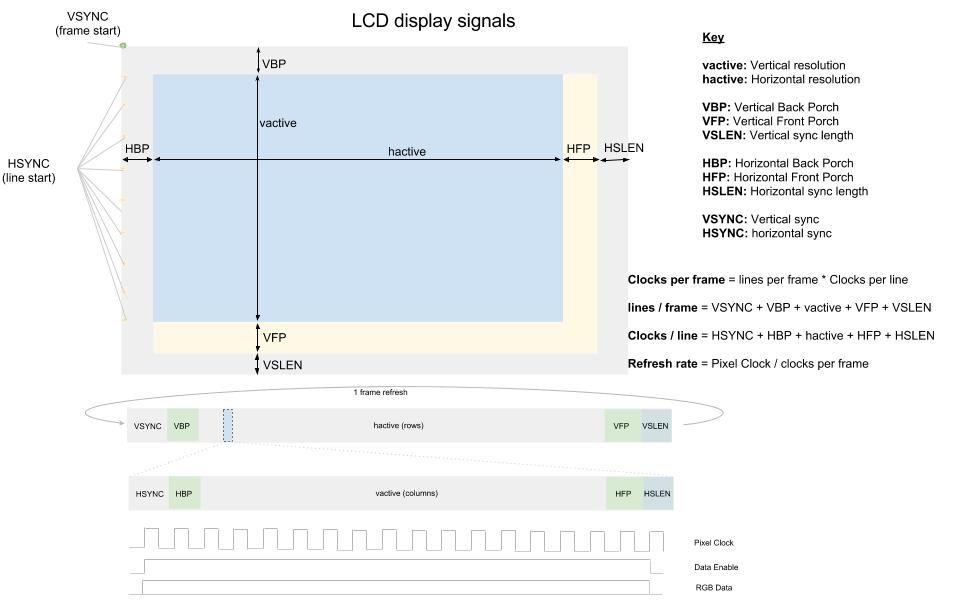 LCD display signals
VSYNC
(frame start)
VBP
vactive
HBP
hactive
HFP
HSLEN
HSYNC
(line start)
VFP
VSLEN
Key
vactive: Vertical resolution
hactive: Horizontal resolution
VBP: Vertical Back Porch
VFP: Vertical Front Porch
VSLEN: Vertical sync length
HBP: Horizontal Back Porch
HFP: Horizontal Front Porch
HSLEN: Horizontal sync length
VSYNC: Vertical sync
HSYNC: horizontal sync
Clocks per frame = lines per frame * Clocks per line
lines / frame = VSYNC + VBP + vactive + VFP + VSLEN
Clocks / line = HSYNC + HBP + hactive + HFP + HSLEN
Refresh rate = Pixel Clock / clocks per frame
1 frame refresh
VSYNC VBP hactive (rows) VFP VSLEN
HSYNC HBP vactive (columns) HFP HSLEN
Pixel Clock
Data Enable
RGB Data